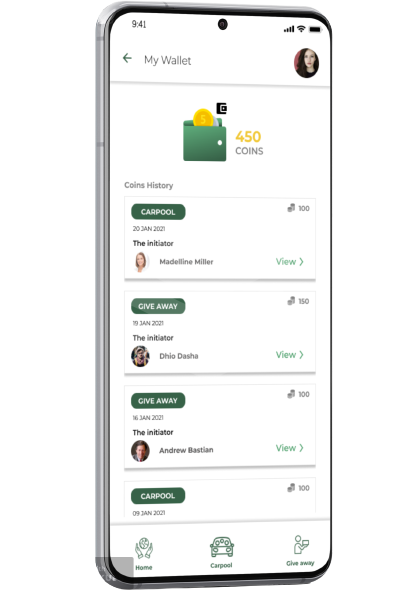 9:41
My Wallet
5
450
COINS
Coins History
CARPOOL
100
20 JAN 2021
The initiator
Madelline Miller
View
GIVE AWAY
150
19 JAN 2021
The initiator
Dhio Dasha
View
GIVE AWAY
100
16 JAN 2021
The initiator
Andrew Bastian
View
CARPOOL
100
09 JAN 2021
Home
Carpool
Give away